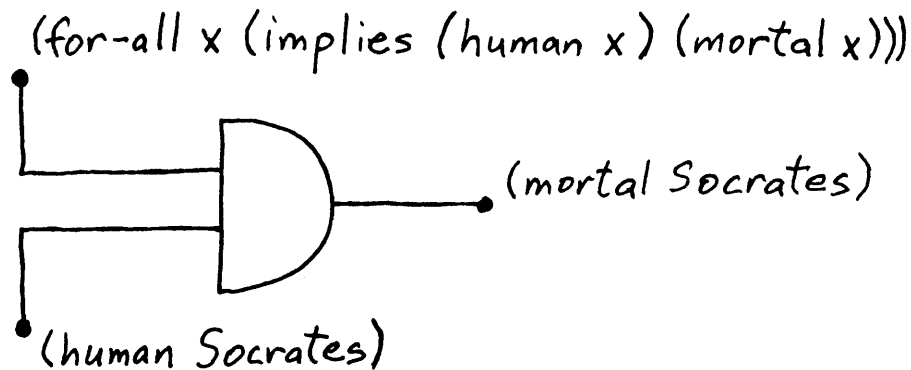 (for-all x (implies (human x) (mortal x)))
(mortal Socrates)
(human Socrates)